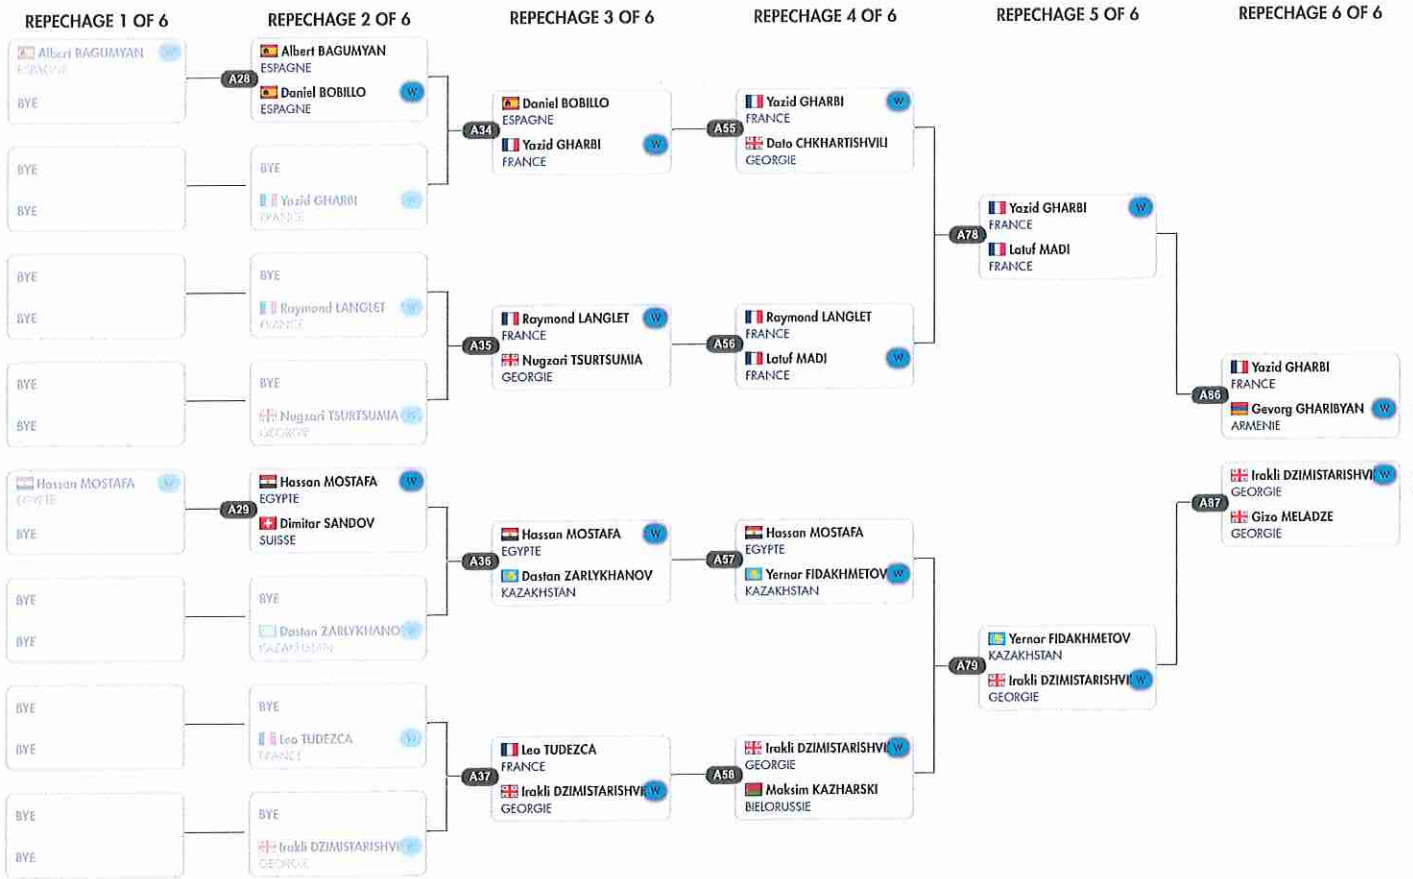 REPECHAGE 1 OF 6
Albert BAGUMYAN W
ESPAGNE
BYE
BYE
BYE
BYE
BYE
BYE
BYE
Hassan MOSTAFA W
EGYPTE
BYE
BYE
BYE
BYE
BYE
BYE
BYE
REPECHAGE 2 OF 6
A28
Albert BAGUMYAN
ESPAGNE
Daniel BOBILLO W
ESPAGNE
BYE
Yazid GHARBI W
FRANCE
BYE
Raymond LANGLET W
FRANCE
BYE
Nugzari TSURTSUMIA W
GEORGIE
A29
Hassan MOSTAFA W
EGYPTE
Dimitar SANDOV
SUISSE
BYE
Dastan ZARLYKHANO W
KAZAKHSTAN
BYE
Leo TUDEZCA W
FRANCE
BYE
Irakli DZIMISTARISHVI W
GEORGIE
REPECHAGE 3 OF 6
A34
Daniel BOBILLO
ESPAGNE
Yazid GHARBI W
FRANCE
A35
Raymond LANGLET W
FRANCE
Nugzari TSURTSUMIA
GEORGIE
A36
Hassan MOSTAFA W
EGYPTE
Dastan ZARLYKHANOV
KAZAKHSTAN
A37
Leo TUDEZCA
FRANCE
Irakli DZIMISTARISHVI W
GEORGIE
REPECHAGE 4 OF 6
A55
Yazid GHARBI W
FRANCE
Dato CHKHARTISHVILI
GEORGIE
A56
Raymond LANGLET
FRANCE
Latuf MADI W
FRANCE
A57
Hassan MOSTAFA
EGYPTE
Yernar FIDAKHMETOV W
KAZAKHSTAN
A58
Irakli DZIMISTARISHVI W
GEORGIE
Maksim KAZHARSKI
BIELORUSSIE
REPECHAGE 5 OF 6
A78
Yazid GHARBI W
FRANCE
Latuf MADI
FRANCE
A79
Yernar FIDAKHMETOV
KAZAKHSTAN
Irakli DZIMISTARISHVI W
GEORGIE
REPECHAGE 6 OF 6
A86
Yazid GHARBI
FRANCE
Gevorg GHARIBYAN W
ARMENIE
A87
Irakli DZIMISTARISHVI W
GEORGIE
Gizo MELADZE
GEORGIE